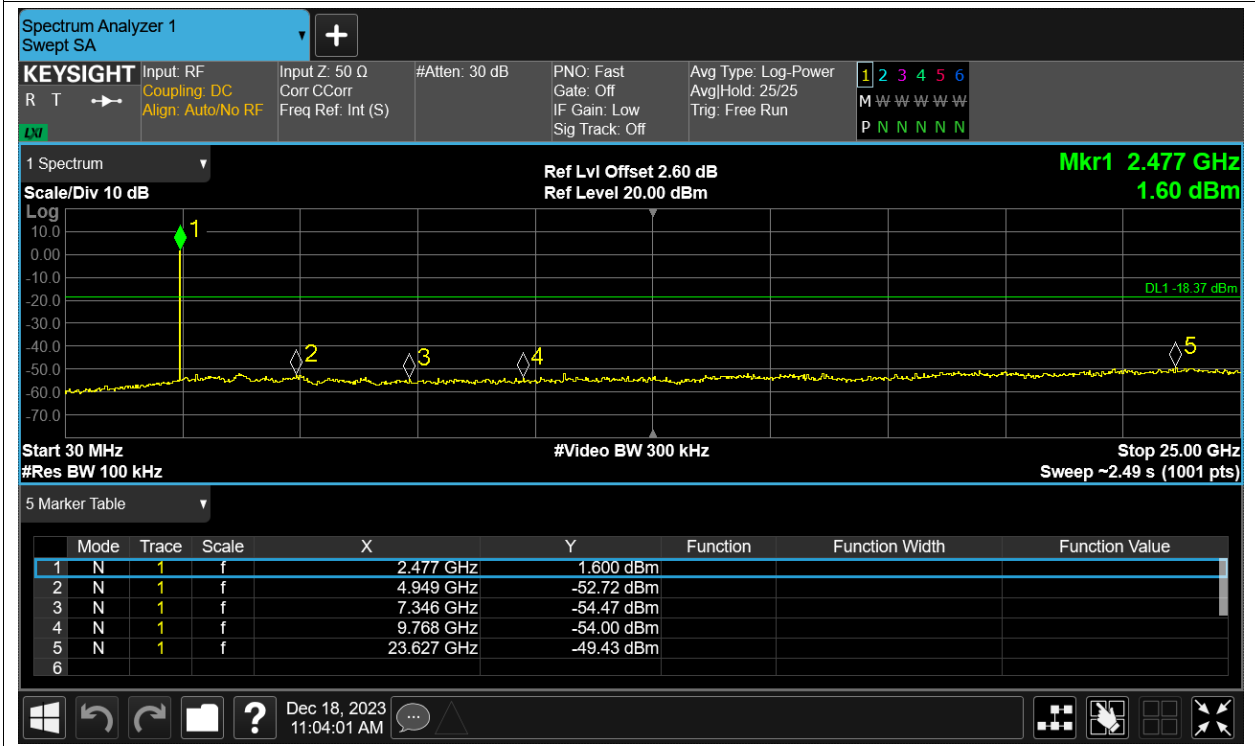 Spectrum Analyzer 1
Swept SA
+
KEYSIGHT Input: RF Input Z: 50 Ω #Atten: 30 dB PNO: Fast Avg Type: Log-Power 1 2 3 4 5 6
R T Coupling: DC Corr CCorr Gate: Off Avg|Hold: 25/25 M W W W W W
Align: Auto/No RF Freq Ref: Int (S) IF Gain: Low Trig: Free Run
LXI Sig Track: Off P N N N N N
1 Spectrum Ref Lvl Offset 2.60 dB Mkr1 2.477 GHz
Scale/Div 10 dB Ref Level 20.00 dBm 1.60 dBm
Log
1
10.0
0.00
-10.0
DL1 -18.37 dBm
-20.0
-30.0
-40.0
2 3 4 5
-50.0
-60.0
-70.0
Start 30 MHz #Video BW 300 kHz Stop 25.00 GHz
#Res BW 100 kHz Sweep ~2.49 s (1001 pts)
5 Marker Table
Mode Trace Scale X Y Function Function Width Function Value
1 N 1 f 2.477 GHz 1.600 dBm
2 N 1 f 4.949 GHz -52.72 dBm
3 N 1 f 7.346 GHz -54.47 dBm
4 N 1 f 9.768 GHz -54.00 dBm
5 N 1 f 23.627 GHz -49.43 dBm
6
? Dec 18, 2023
11:04:01 AM